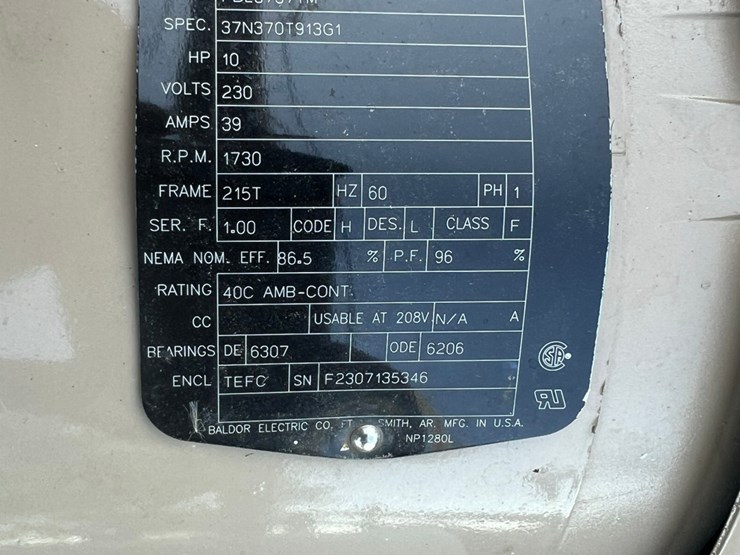 SPEC. 37N370T913G1
HP 10
VOLTS 230
AMPS 39
R.P.M. 1730
FRAME 215T HZ 60 PH 1
SER. F. 1.00 CODE H DES. L CLASS F
NEMA NOM. EFF. 86.5 % P.F. 96 %
RATING 40C AMB-CONT
CC USABLE AT 208V N/A A
BEARINGS DE 6307 ODE 6206
ENCL TEFC SN F2307135346
BALDOR ELECTRIC CO. FT SMITH, AR. MFG. IN U.S.A.
NP1280L